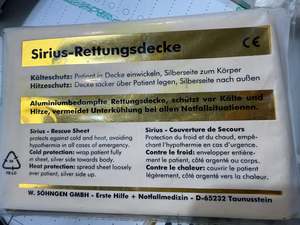 Sirius-Rettungsdecke
CE
Kälteschutz: Patient in Decke einwickeln, Silberseite zum Körper
Hitzeschutz: Decke locker über Patient legen, Silberseite nach außen
Aluminiumbedampfte Rettungsdecke, schützt vor Kälte und
Hitze, vermeidet Unterkühlung bei allen Notfallsituationen.
Sirius - Rescue Sheet
protects against cold and heat, avoiding
hypothermia in all cases of emergency.
Cold protection: wrap patient fully
in sheet, silver side towards body.
Heat protection: spread sheet loosely
over patient, silver side up.
Sirius - Couverture de Secours
Protection du froid et du chaud, empê-
chant l'hypothermie en cas d'urgence.
Contre le froid: envelopper entière-
ment le patient, côté argenté vers le corps.
Contre la chaleur: couvrir le patient
légèrement, côté argenté vers la chaleur.
W. SÖHNGEN GMBH - Erste Hilfe + Notfallmedizin - D-65232 Taunusstein